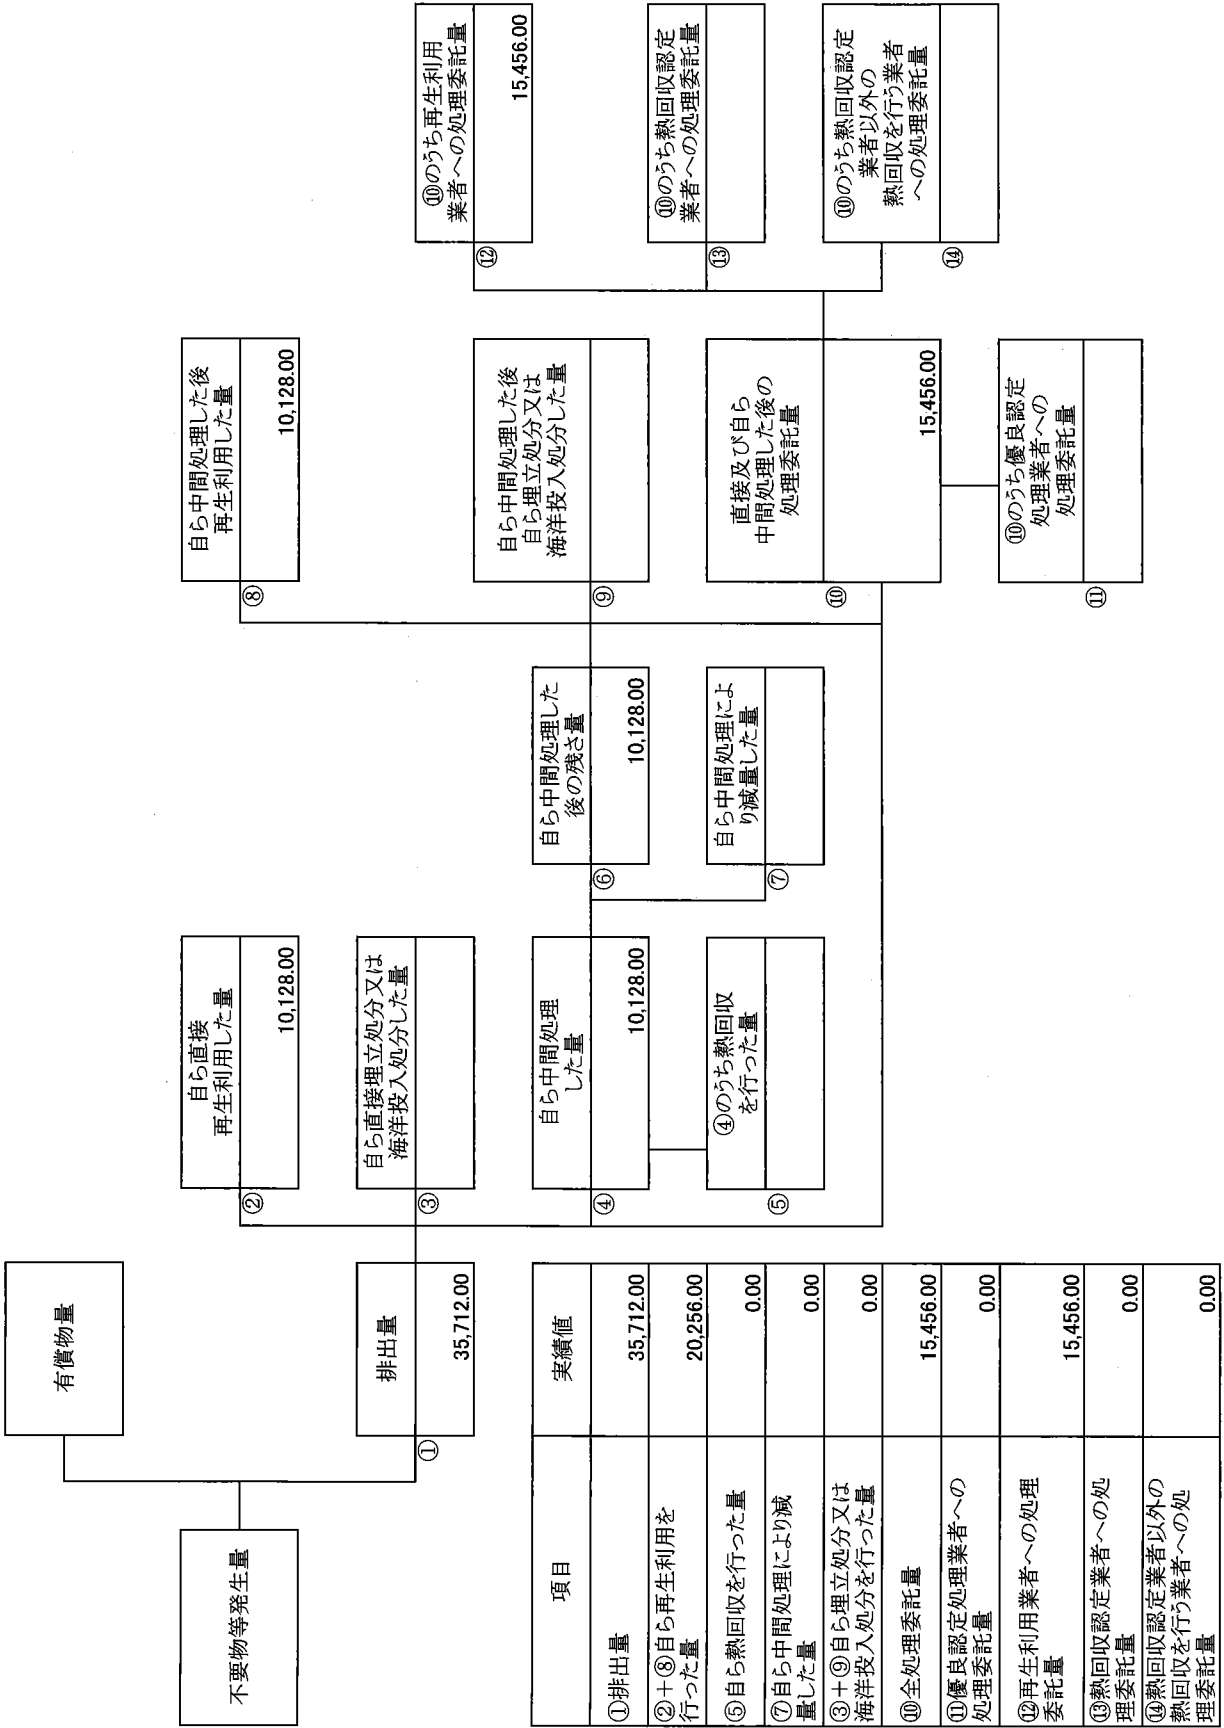 不要物等発生量
有償物量
①
排出量
35,712.00
②
自ら直接
再生利用した量
10,128.00
③
自ら直接埋立処分又は
海洋投入処分した量
④
自ら中間処理
した量
10,128.00
⑤
④のうち熱回収
を行った量
⑥
自ら中間処理した
後の残さ量
10,128.00
⑦
自ら中間処理によ
り減量した量
⑧
自ら中間処理した後
再生利用した量
10,128.00
⑨
自ら中間処理した後
自ら埋立処分又は
海洋投入処分した量
⑩
直接及び自ら
中間処理した後の
処理委託量
15,456.00
⑪
⑩のうち優良認定
処理業者への
処理委託量
⑫
⑩のうち再生利用
業者への処理委託量
15,456.00
⑬
⑩のうち熱回収認定
業者への処理委託量
⑭
⑩のうち熱回収認定
業者以外の
熱回収を行う業者
への処理委託量
項目 実績値
①排出量 35,712.00
②+⑧自ら再生利用を
行った量 20,256.00
⑤自ら熱回収を行った量 0.00
⑦自ら中間処理により減
量した量 0.00
③+⑨自ら埋立処分又は
海洋投入処分を行った量 0.00
⑩全処理委託量 15,456.00
⑪優良認定処理業者への
処理委託量 0.00
⑫再生利用業者への処理
委託量 15,456.00
⑬熱回収認定業者への処
理委託量 0.00
⑭熱回収認定業者以外の
熱回収を行う業者への処
理委託量 0.00